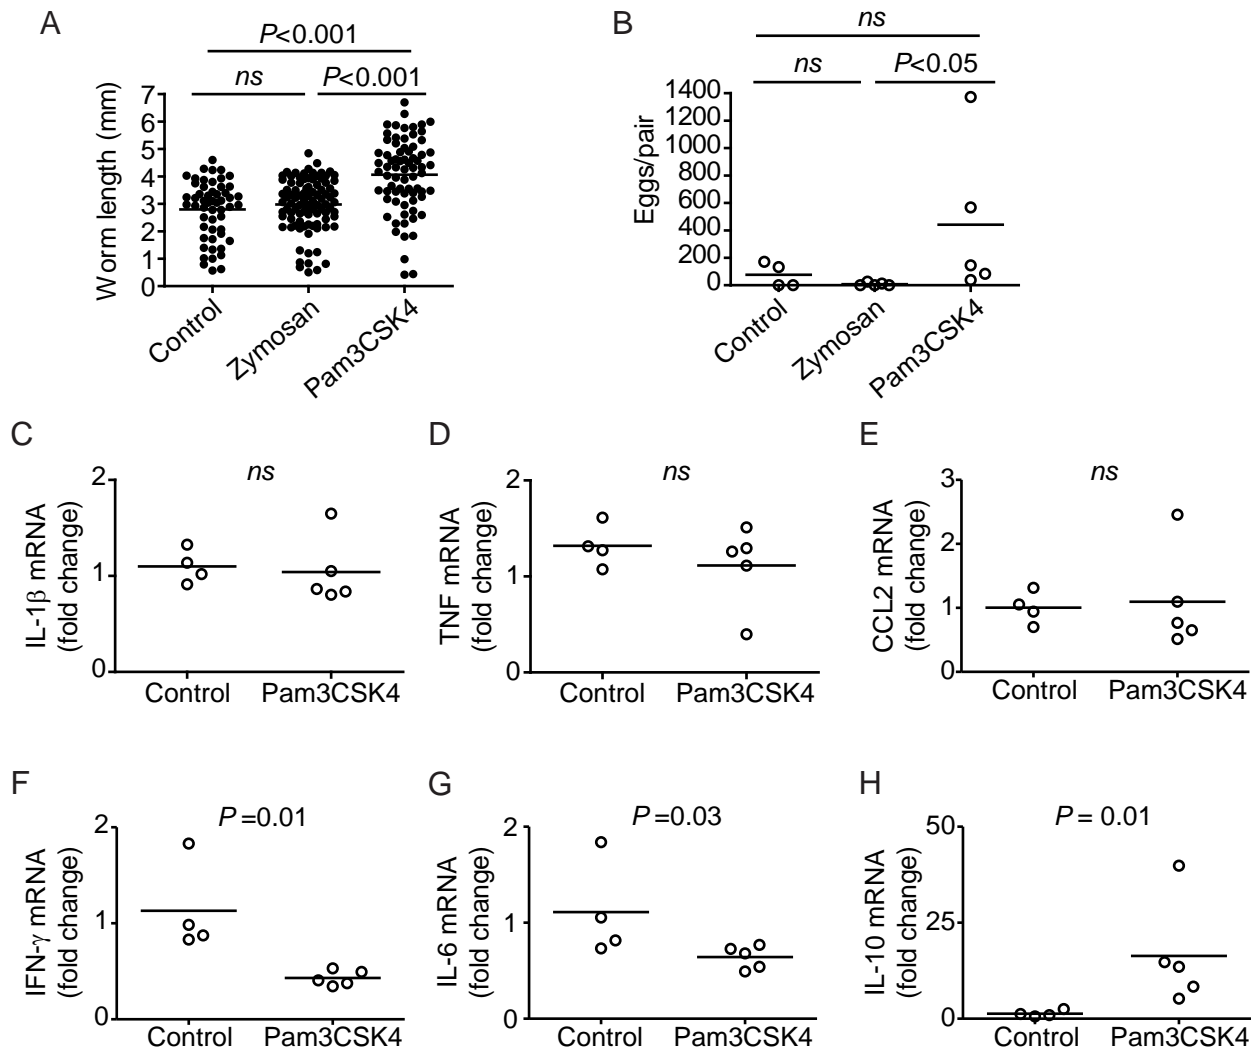 A
P<0.001
ns
P<0.001
Worm length (mm)
7
6
5
4
3
2
1
0
Control
Zymosan
Pam3CSK4
B
ns
ns
P<0.05
Eggs/pair
1400
1200
1000
800
600
400
200
0
Control
Zymosan
Pam3CSK4
C
ns
IL-1β mRNA
(fold change)
2
1
0
Control
Pam3CSK4
D
ns
TNF mRNA
(fold change)
2
1
0
Control
Pam3CSK4
E
ns
CCL2 mRNA
(fold change)
3
2
1
0
Control
Pam3CSK4
F
P =0.01
IFN-γ mRNA
(fold change)
2
1
0
Control
Pam3CSK4
G
P =0.03
IL-6 mRNA
(fold change)
2
1
0
Control
Pam3CSK4
H
P = 0.01
IL-10 mRNA
(fold change)
50
25
0
Control
Pam3CSK4